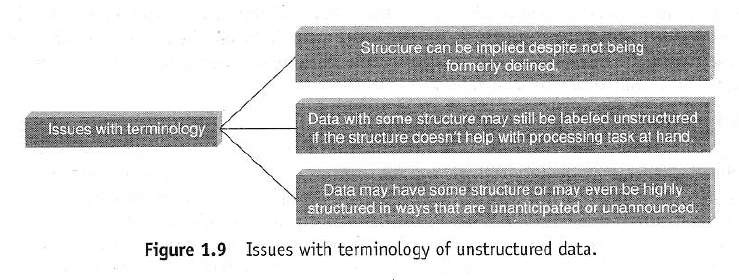 Structure can be implied despite not being
formerly defined.
Issues with terminology
Data with some structure may still be labeled unstructured
if the structure doesn't help with processing task at hand.
Data may have some structure or may even be highly
structured in ways that are unanticipated or unannounced.
Figure 1.9 Issues with terminology of unstructured data.